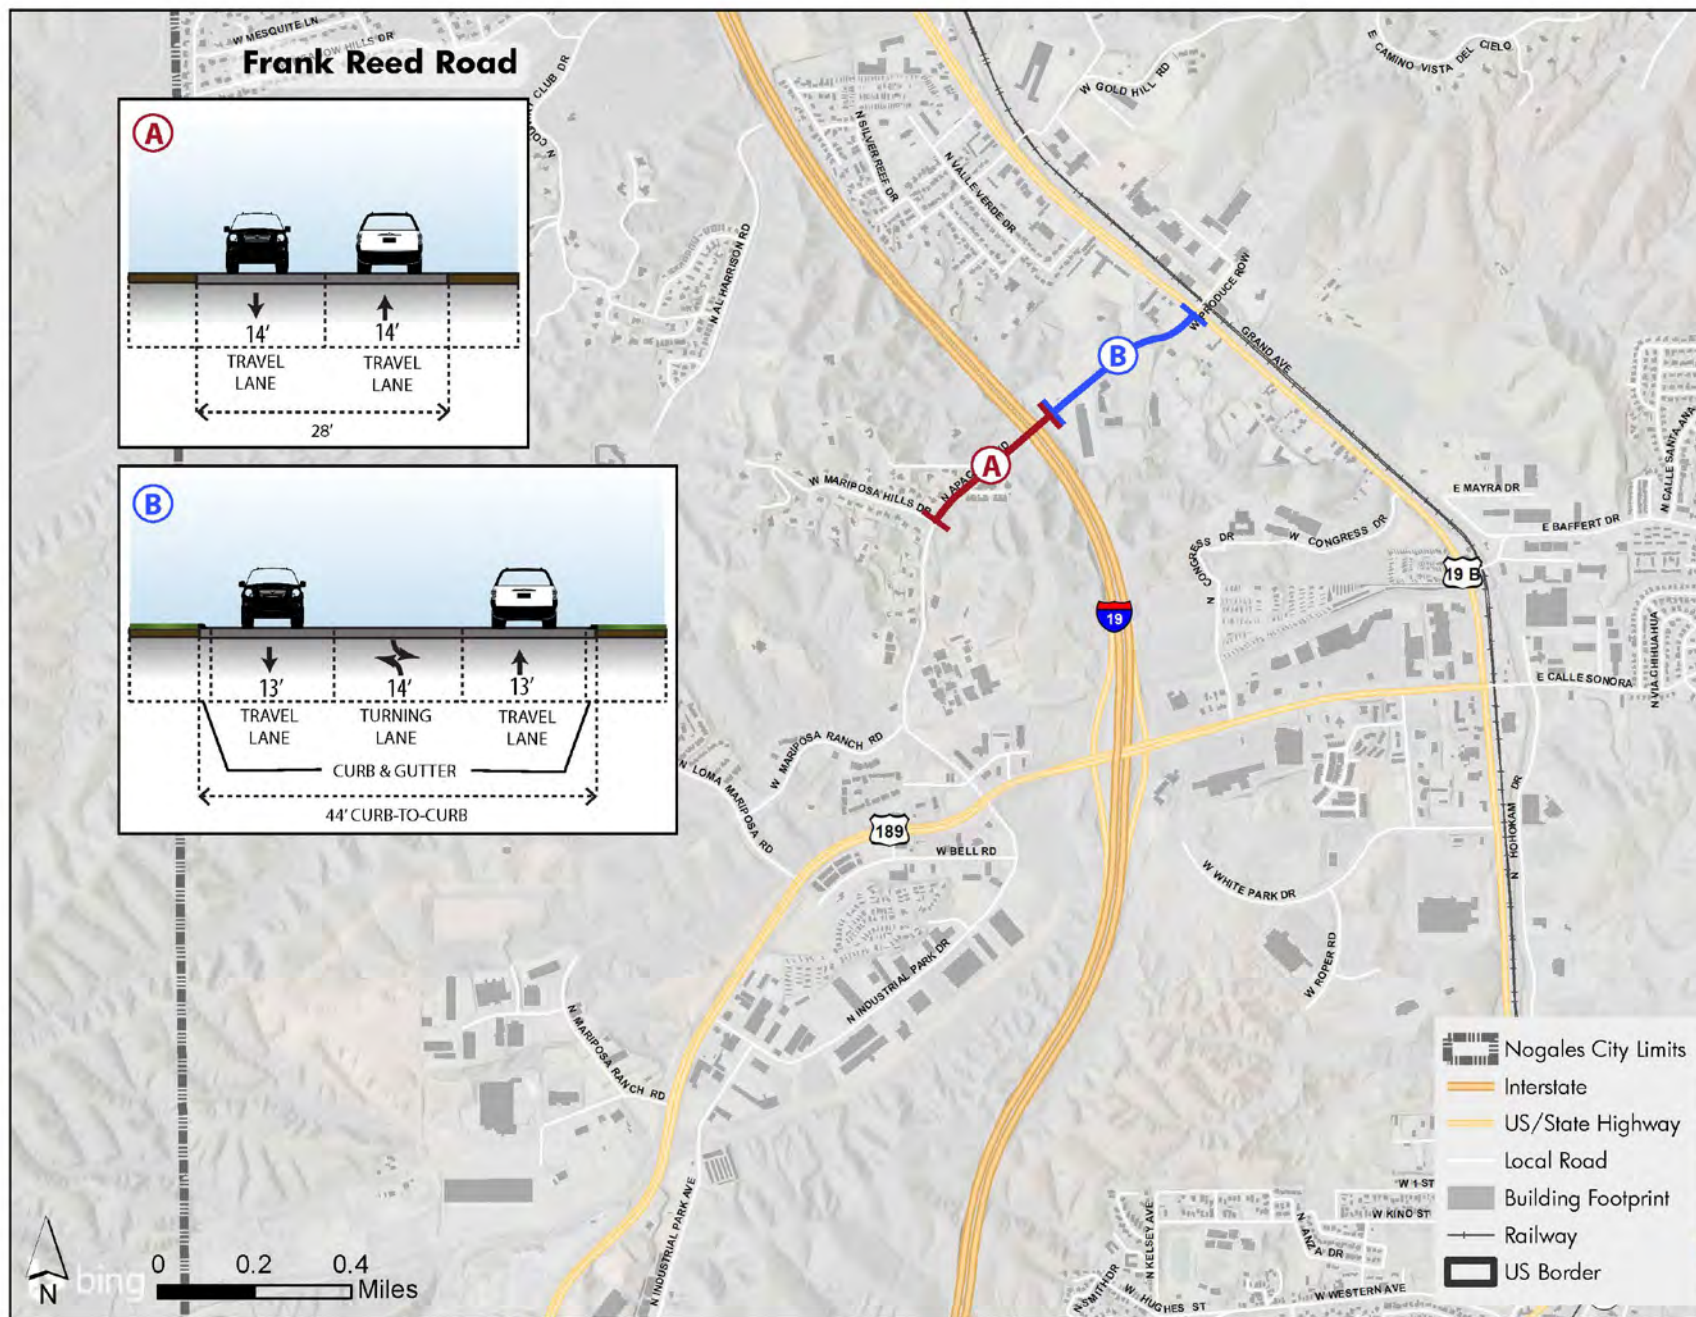 Frank Reed Road
A
14'
14'
TRAVEL
LANE
TRAVEL
LANE
28'
B
13'
14'
13'
TRAVEL
LANE
TURNING
LANE
TRAVEL
LANE
CURB & GUTTER
44' CURB-TO-CURB
W MESQUITE LN
HILLS DR
CLUB DR
N AL HARRISON RD
N SILVER REEF DR
N VALLE VERDE DR
W GOLD HILL RD
E CAMINO VISTA DEL CIELO
W PRODUCE ROW
GRAND AVE
B
A
W MARIPOSA HILLS DR
N CONGRESS DR
W CONGRESS DR
E MAYRA DR
E BAFFERT DR
N CALLE SANTA ANA
19 B
19
N VIA CHIHUAHUA
E CALLE SONORA
W MARIPOSA RANCH RD
N LOMA MARIPOSA RD
189
W BELL RD
N HOHOKAM DR
W WHITE PARK DR
W ROPER RD
N INDUSTRIAL PARK DR
N MARIPOSA RANCH RD
N INDUSTRIAL PARK AVE
W 1 ST
W KINO ST
N KELSEY AVE
N ANZA DR
N SMITH DR
W HUGHES ST
W WESTERN AVE
Nogales City Limits
Interstate
US/State Highway
Local Road
Building Footprint
Railway
US Border
N
bing
0 0.2 0.4
Miles